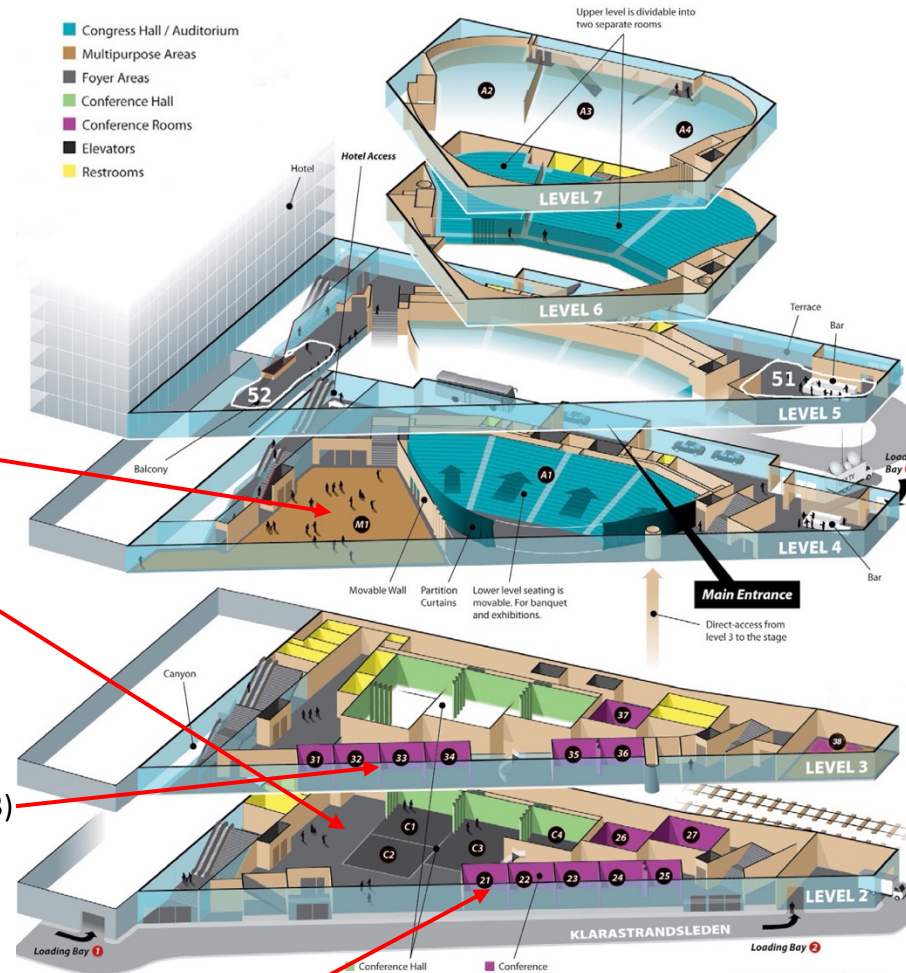 Upper level is dividable into
two separate rooms
Congress Hall / Auditorium
Multipurpose Areas
Foyer Areas
Conference Hall
Conference Rooms
Elevators
Restrooms
Hotel
Hotel Access
A2
A3
A4
LEVEL 7
LEVEL 6
Terrace
Bar
52
51
LEVEL 5
Balcony
A1
M1
LEVEL 4
Bar
Movable Wall
Partition
Curtains
Lower level seating is
movable. For banquet
and exhibitions.
Main Entrance
Direct-access from
level 3 to the stage
Canyon
37
38
31
32
33
34
35
36
LEVEL 3
C1
C2
C3
C4
26
27
21
22
23
24
25
LEVEL 2
KLARASTRANDSLEDEN
Loading Bay 1
Loading Bay 2
Conference Hall
Conference